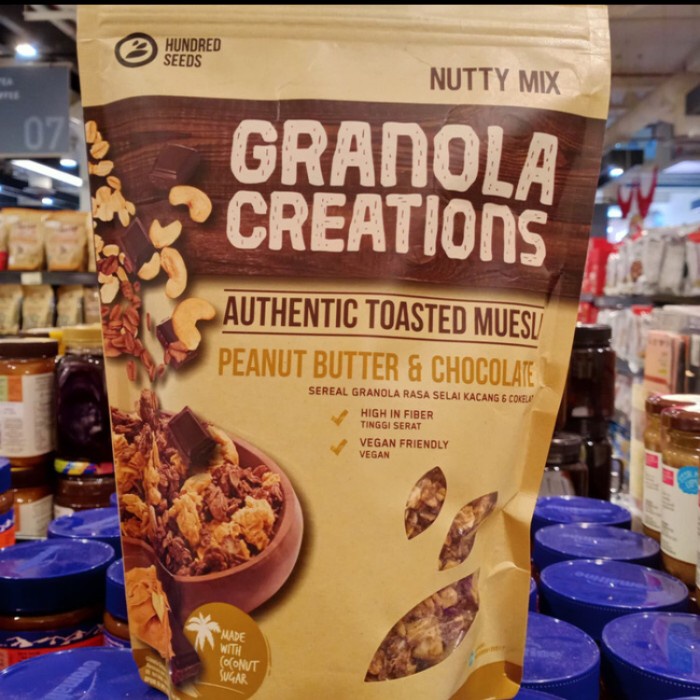 HUNDRED
SEEDS
NUTTY MIX
GRANOLA
CREATIONS
AUTHENTIC TOASTED MUESLI
PEANUT BUTTER & CHOCOLATE
SEREAL GRANOLA RASA SELAI KACANG & COKELAT
HIGH IN FIBER
TINGGI SERAT
VEGAN FRIENDLY
VEGAN
MADE
WITH
COCONUT
SUGAR
07